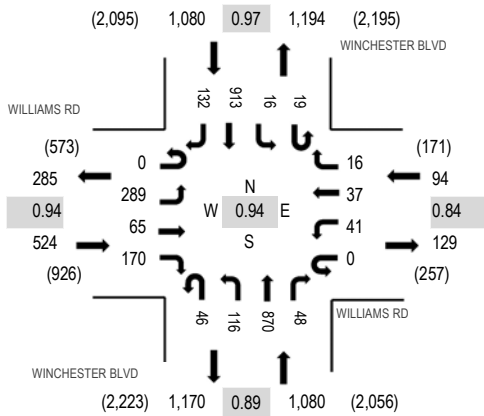 (2,095) 1,080 0.97 1,194 (2,195)
WINCHESTER BLVD
132 913 16 19
WILLIAMS RD
(573) (171)
0 16
285 94
289 37
N
0.94 W 0.94 E 0.84
65 41
S
524 129
170 0
(926) (257)
46 116 870 48
WILLIAMS RD
WINCHESTER BLVD
(2,223) 1,170 0.89 1,080 (2,056)